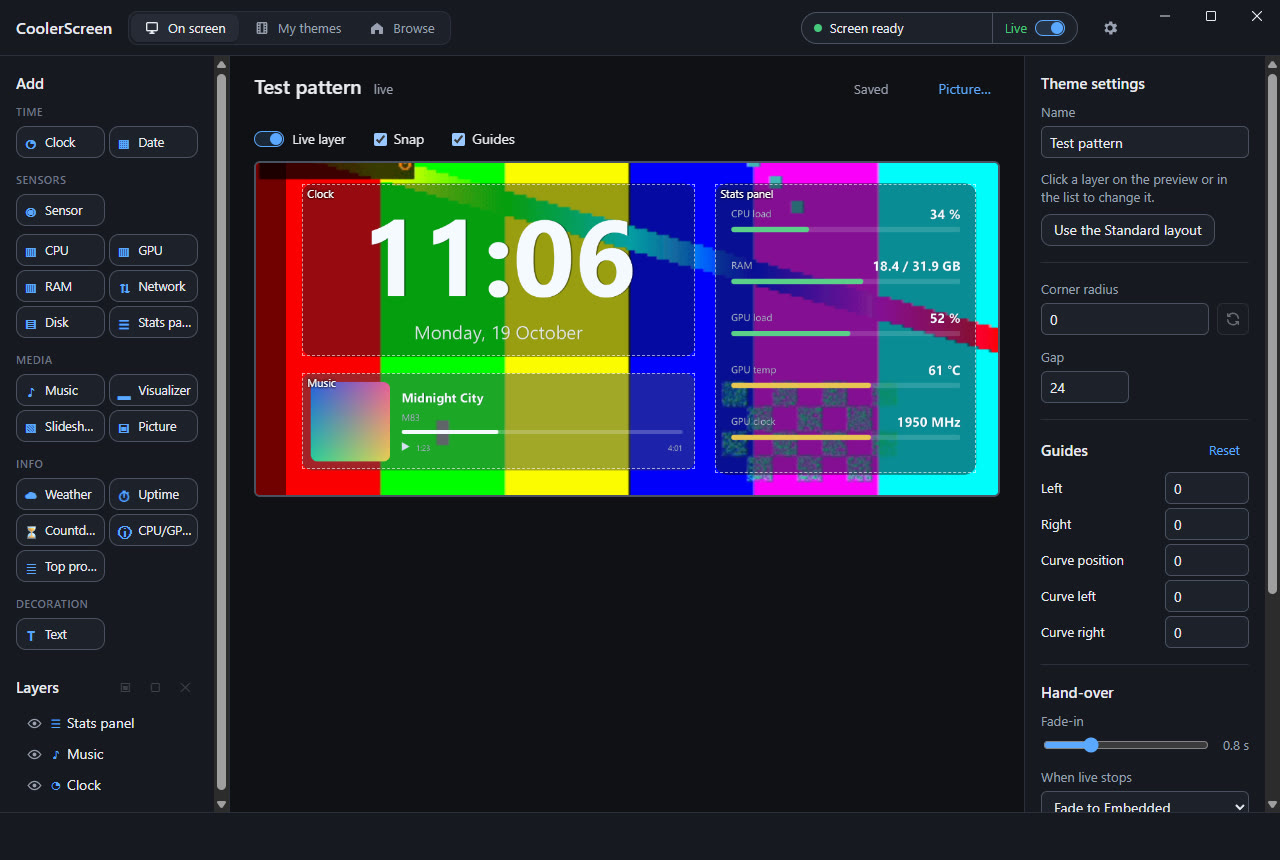 CoolerScreen
On screen
My themes
Browse
Screen ready
Live
Add
TIME
Clock
Date
SENSORS
Sensor
CPU
GPU
RAM
Network
Disk
Stats pa...
MEDIA
Music
Visualizer
Slidesh...
Picture
INFO
Weather
Uptime
Countd...
CPU/GP...
Top pro...
DECORATION
Text
Layers
Stats panel
Music
Clock
Test pattern live
Saved
Picture...
Live layer
Snap
Guides
Clock
11:06
Monday, 19 October
Music
Midnight City
M83
1:23
4:01
Stats panel
CPU load 34 %
RAM 18.4 / 31.9 GB
GPU load 52 %
GPU temp 61 °C
GPU clock 1950 MHz
Theme settings
Name
Test pattern
Click a layer on the preview or in
the list to change it.
Use the Standard layout
Corner radius
0
Gap
24
Guides Reset
Left 0
Right 0
Curve position 0
Curve left 0
Curve right 0
Hand-over
Fade-in
0.8 s
When live stops
Fade to Embedded